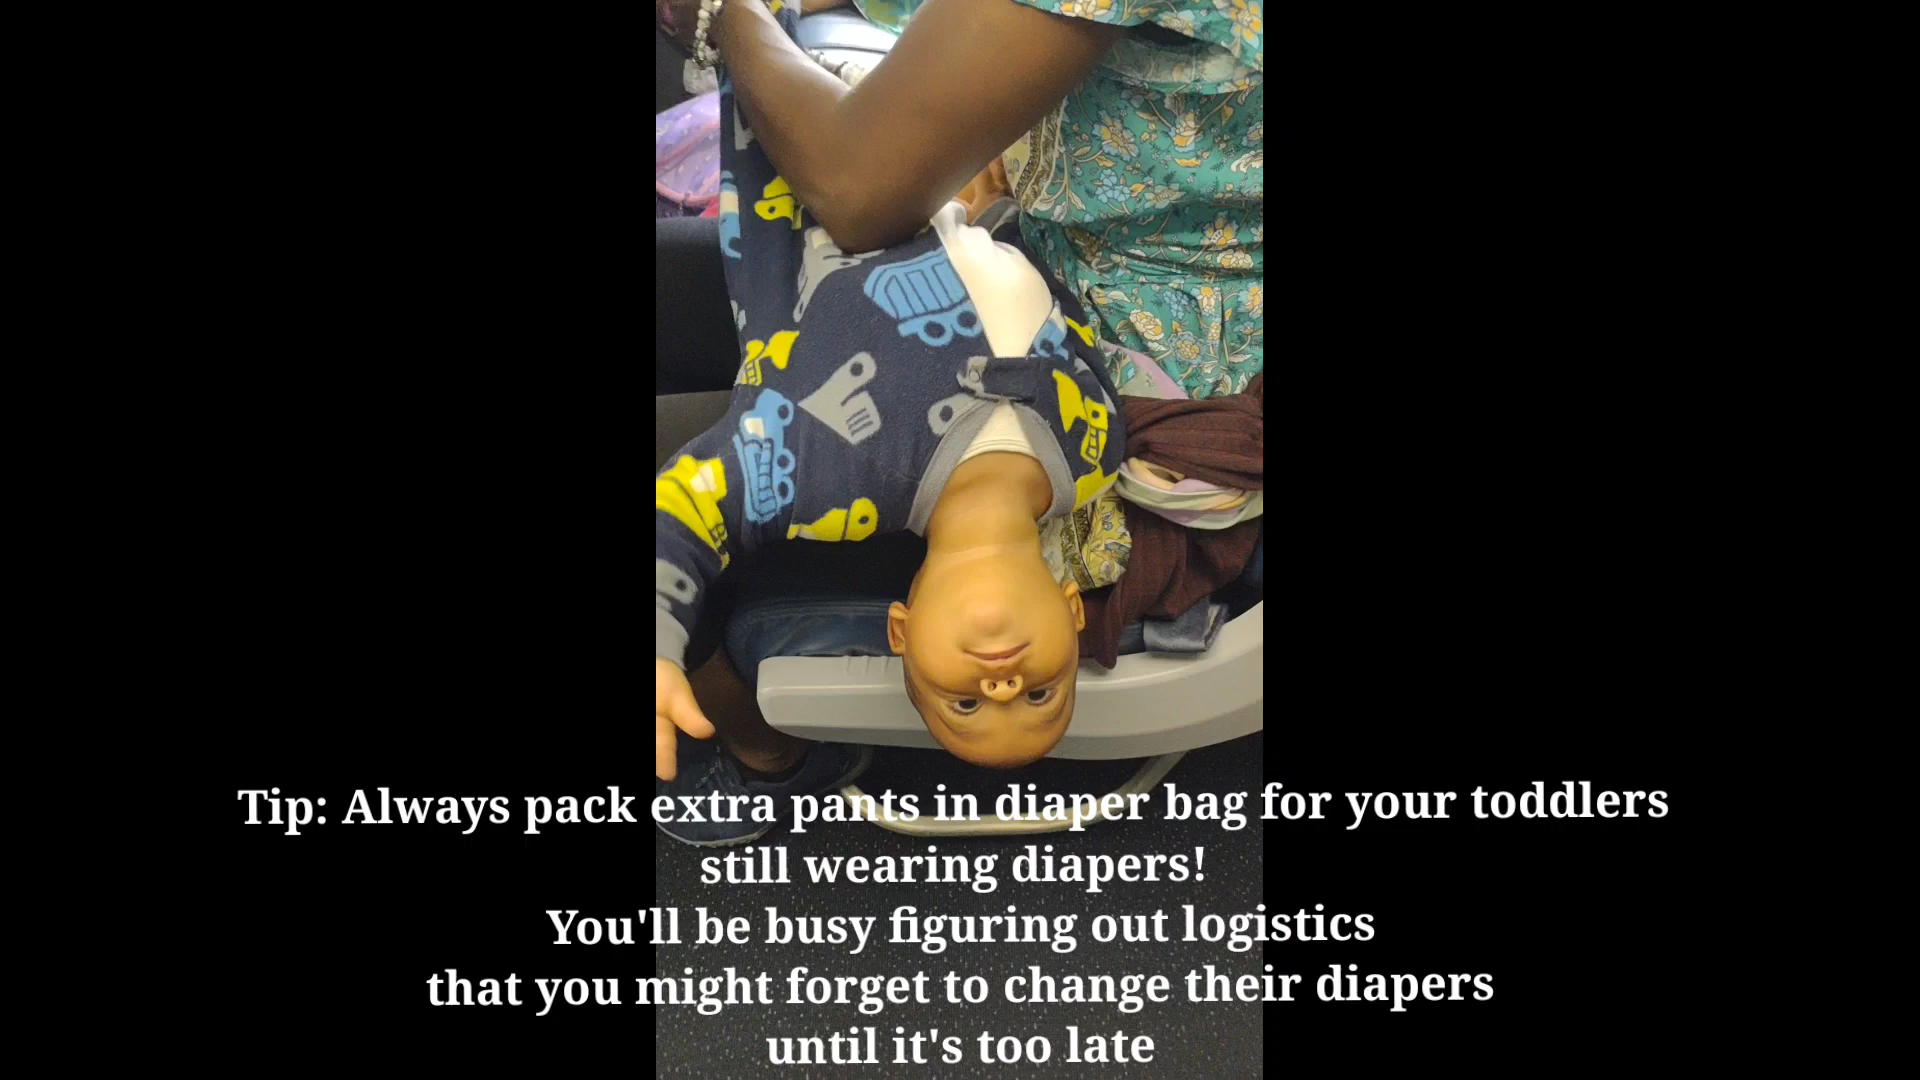 Tip: Always pack extra pants in diaper bag for your toddlers
still wearing diapers!
You'll be busy figuring out logistics
that you might forget to change their diapers
until it's too late